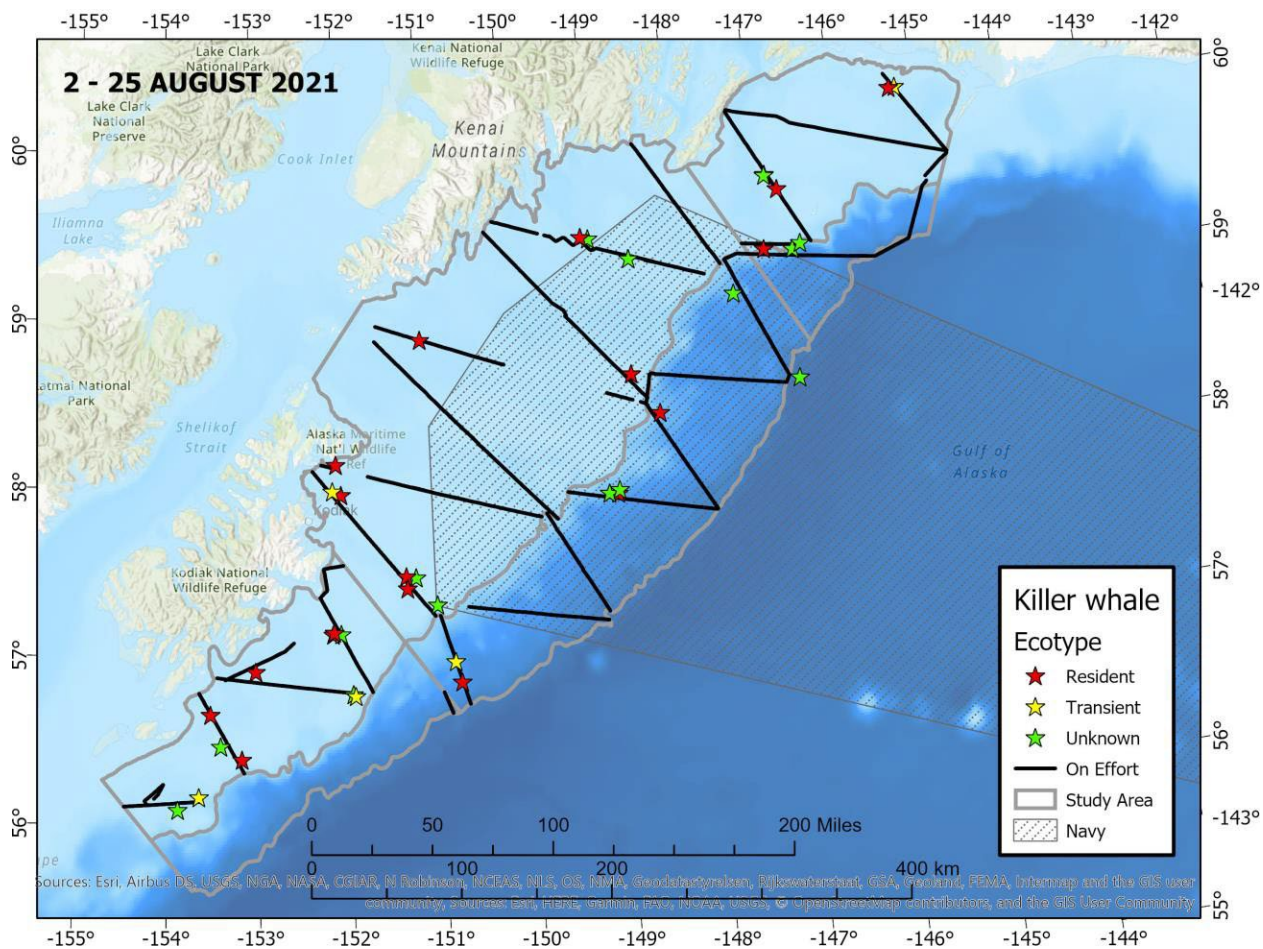 -155° -154° -153° -152° -151° -150° -149° -148° -147° -146° -145° -144° -143° -142°
2 - 25 AUGUST 2021
Lake Clark
National Park
Kenai National
Wildlife Refuge
Lake Clark
National
Preserve
Kenai
Mountains
Cook Inlet
Iliamna
Lake
60°
60°
59°
59°
-142°
58°
58°
57°
57°
56°
56°
-143°
55°
atmai National
Park
Shelikof
Strait
Alaska Maritime
Nat'l Wildlife
Ref
Kodiak
Kodiak National
Wildlife Refuge
Gulf of
Alaska
Killer whale
Ecotype
Resident
Transient
Unknown
On Effort
Study Area
Navy
0 50 100 200 Miles
0 100 200 400 km
ape
Sources: Esri, Airbus DS, USGS, NGA, NASA, CGIAR, N Robinson, NCEAS, NLS, OS, NMA, Geodatastyrelsen, Rijkswaterstaat, GSA, Geoland, FEMA, Intermap and the GIS user
community, Sources: Esri, HERE, Garmin, FAO, NOAA, USGS, © OpenStreetMap contributors, and the GIS User Community
-155° -154° -153° -152° -151° -150° -149° -148° -147° -146° -145° -144°